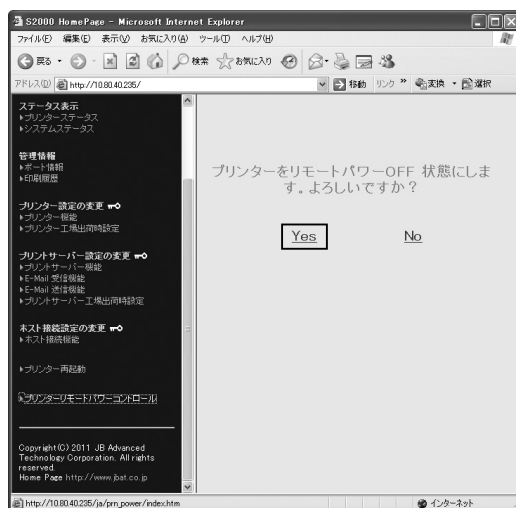 S2000 HomePage - Microsoft Internet Explorer
ファイル(F) 編集(E) 表示(V) お気に入り(A) ツール(T) ヘルプ(H)
戻る 検索 お気に入り
アドレス(D) http://10.80.40.235/ 移動 リンク » 変換 選択
ステータス表示
プリンターステータス
システムステータス
管理情報
ポート情報
印刷履歴
プリンター設定の変更
プリンター機能
プリンター工場出荷時設定
プリントサーバー設定の変更
プリントサーバー機能
E-Mail 受信機能
E-Mail 送信機能
プリントサーバー工場出荷時設定
ホスト接続設定の変更
ホスト接続機能
プリンター再起動
プリンターリモートパワーコントロール
Copyright(C) 2011 JB Advanced
Technology Corporation. All rights
reserved.
Home Page http://www.jbat.co.jp
プリンターをリモートパワーOFF 状態にしま
す。よろしいですか？
Yes No
http://10.80.40.235/ja/prn_power/index.htm インターネット